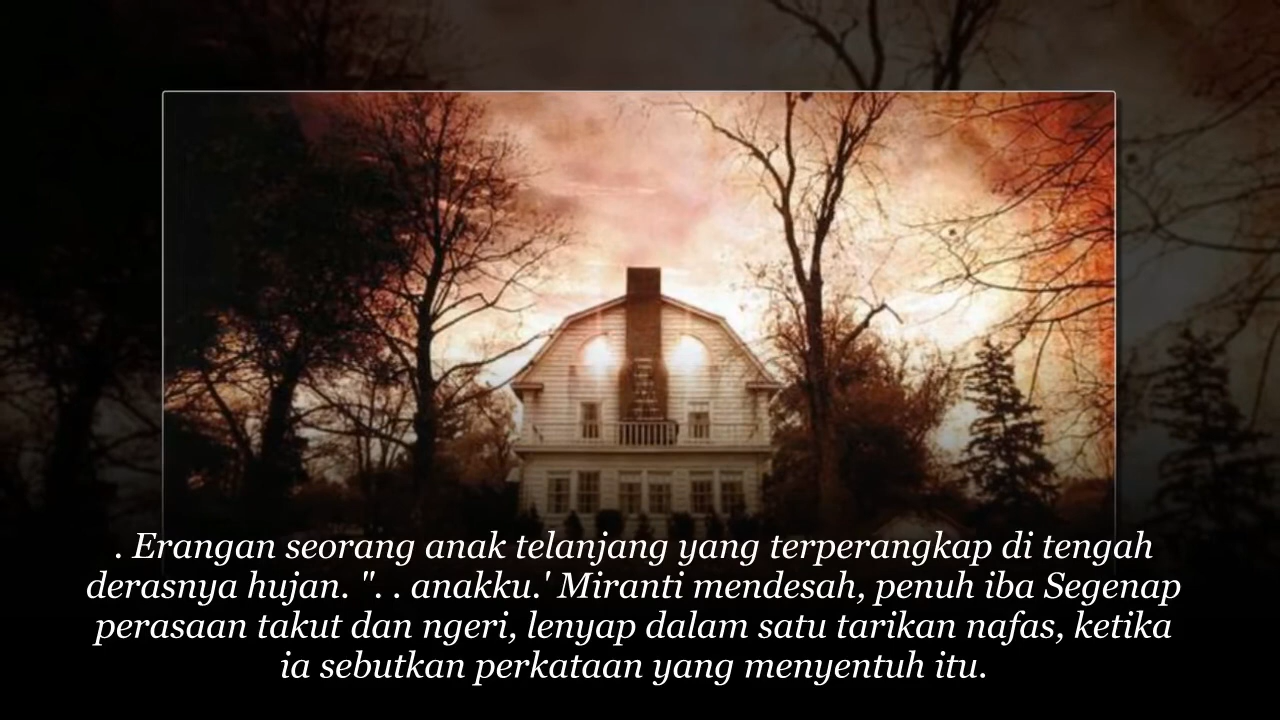 . Erangan seorang anak telanjang yang terperangkap di tengah
derasnya hujan. ". . anakku.' Miranti mendesah, penuh iba Segenap
perasaan takut dan ngeri, lenyap dalam satu tarikan nafas, ketika
ia sebutkan perkataan yang menyentuh itu.